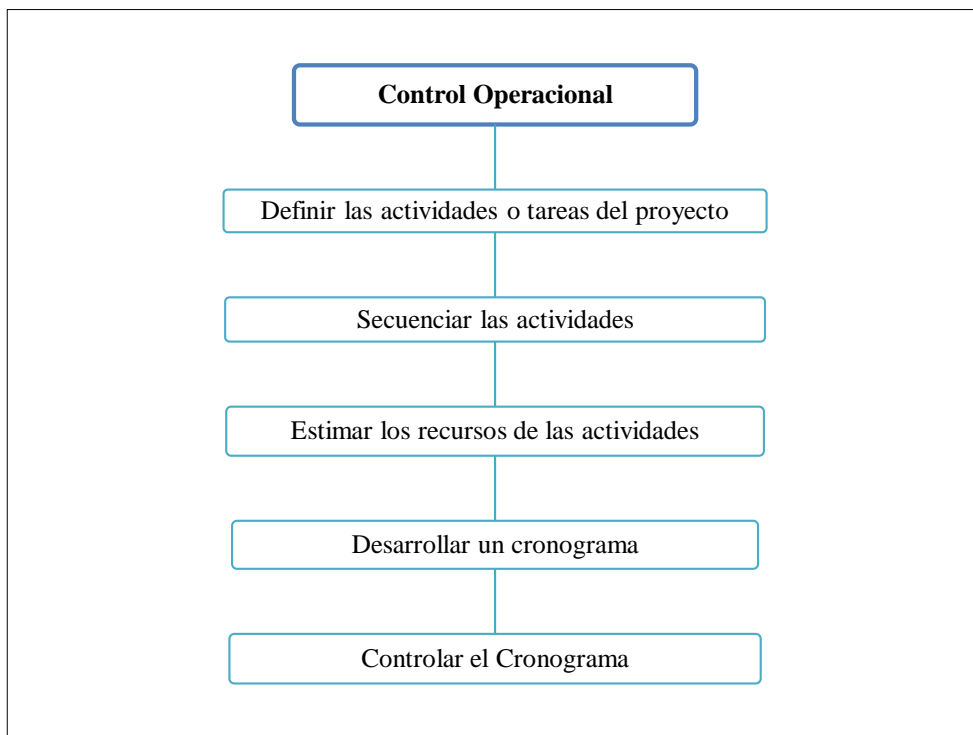 Control Operacional
Definir las actividades o tareas del proyecto
Secuenciar las actividades
Estimar los recursos de las actividades
Desarrollar un cronograma
Controlar el Cronograma